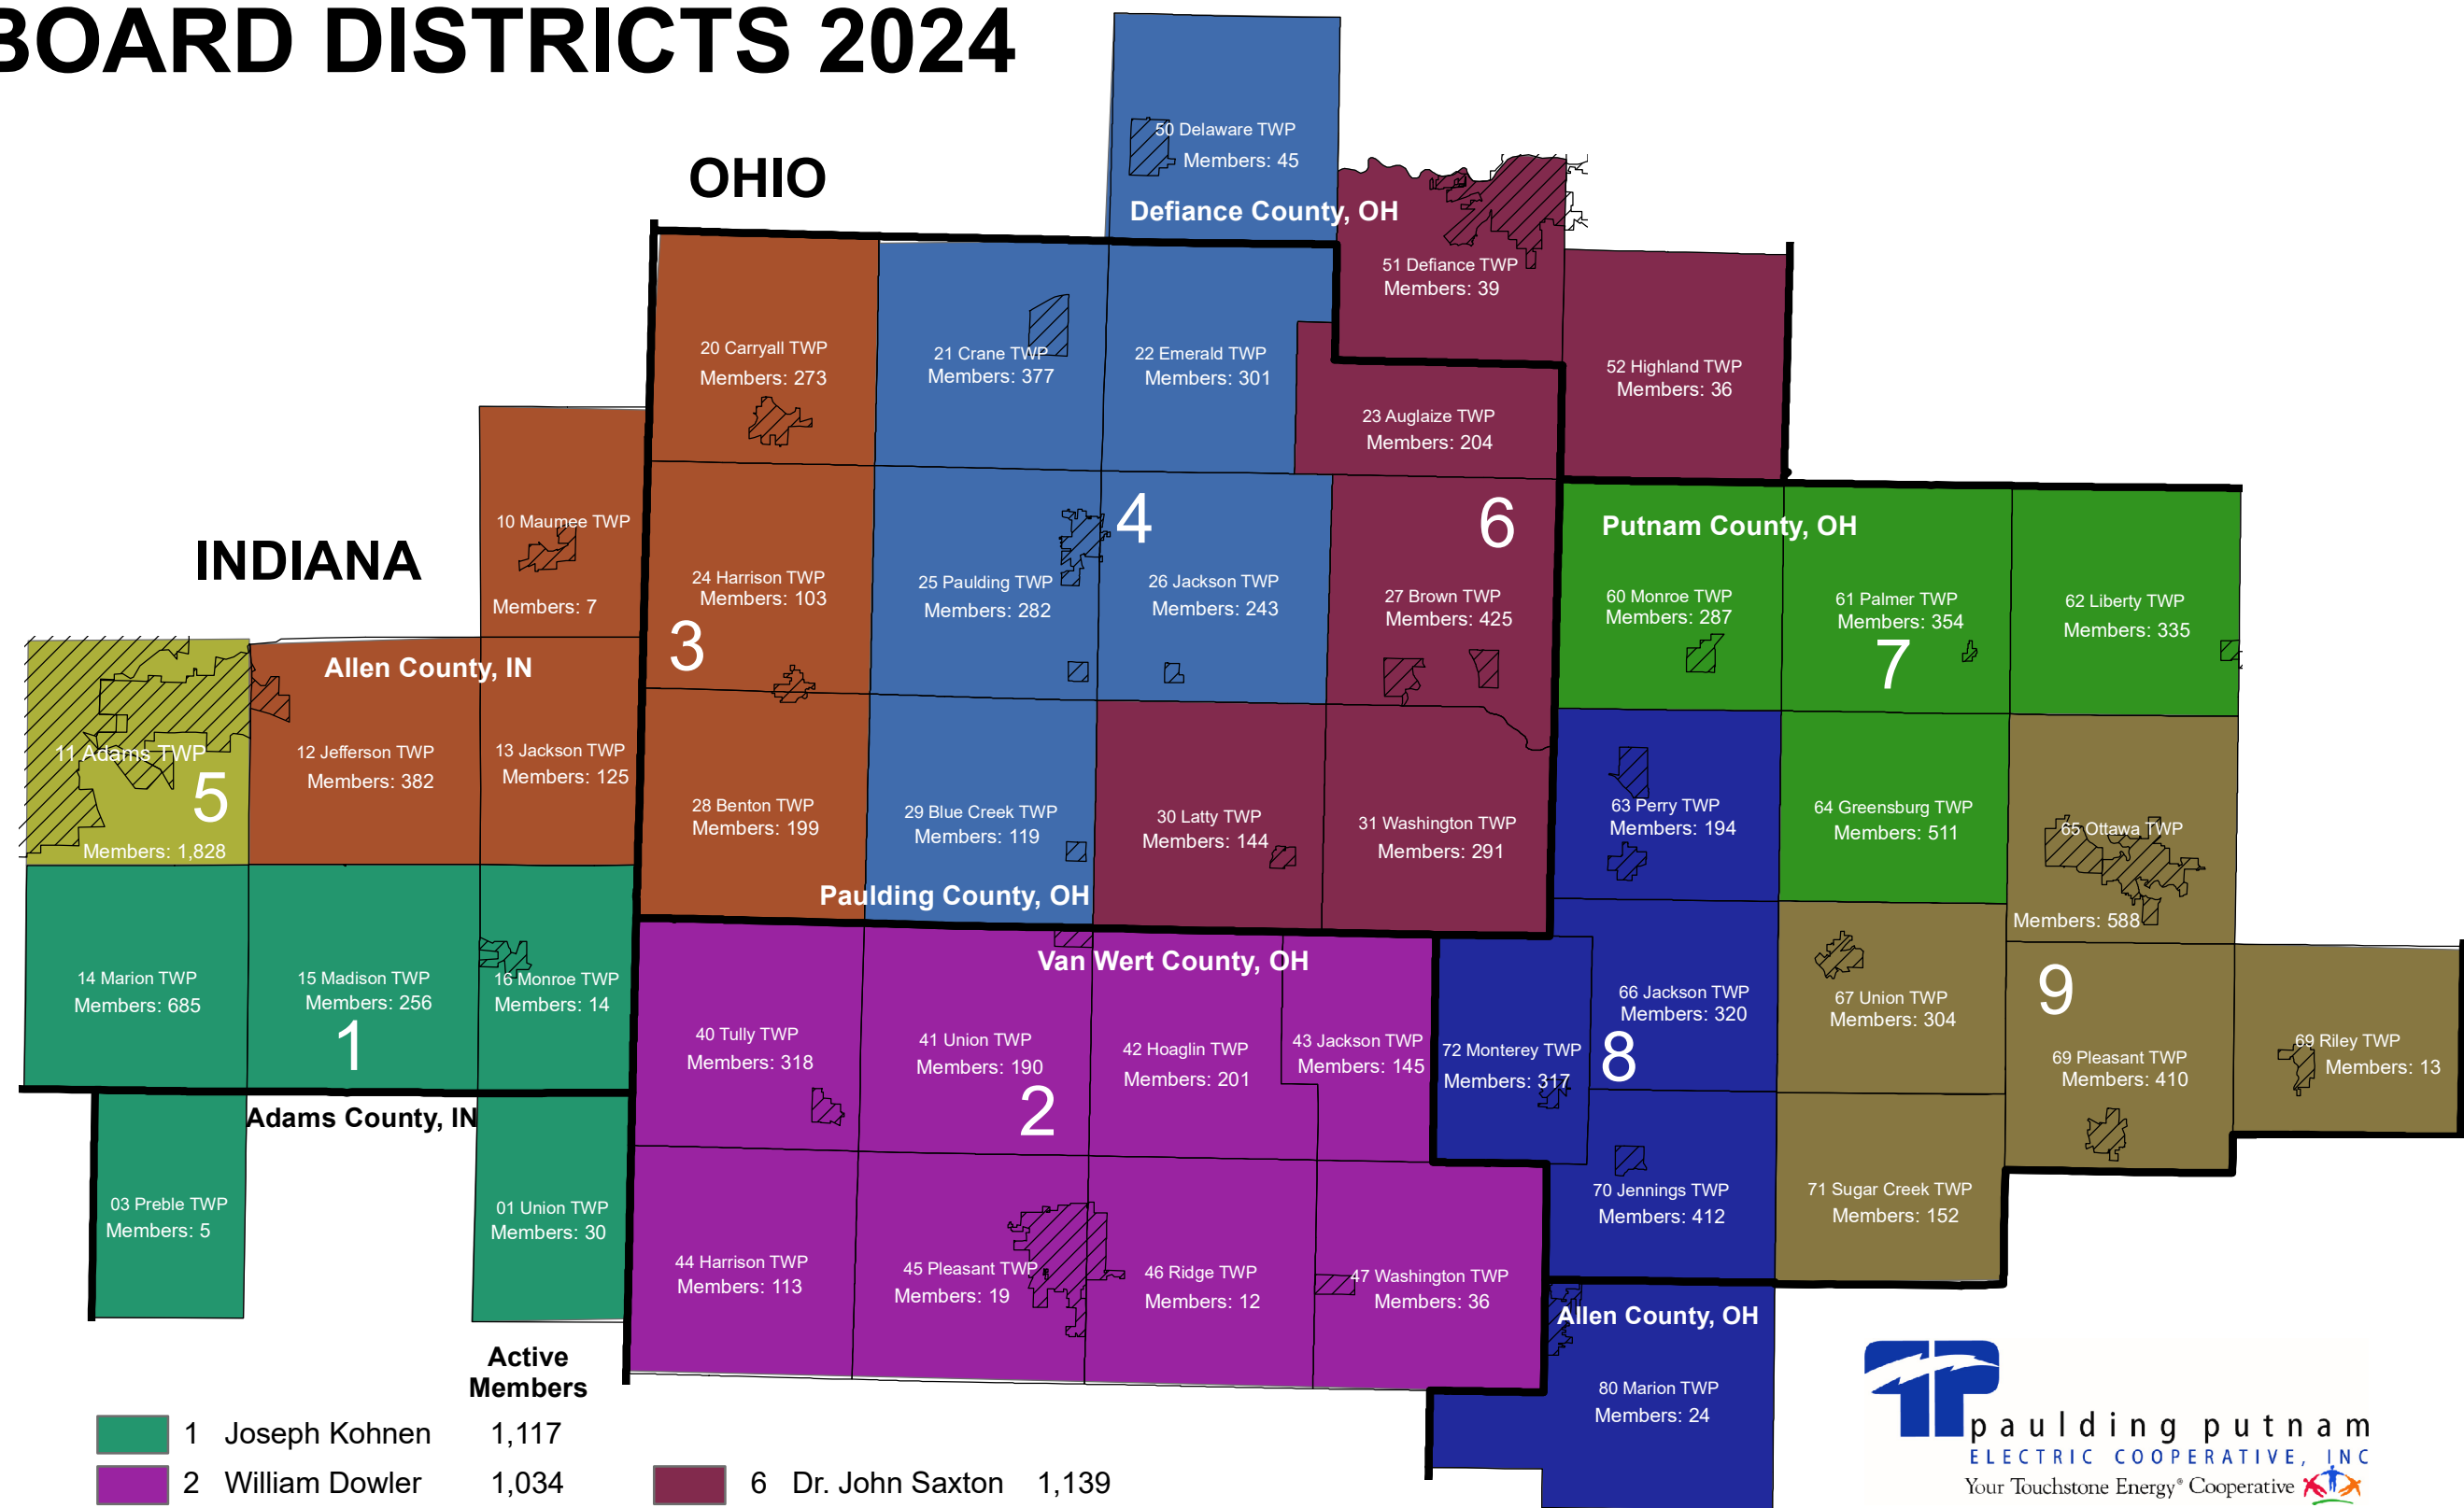 BOARD DISTRICTS 2024
OHIO
INDIANA
50 Delaware TWP
Members: 45
Defiance County, OH
51 Defiance TWP
Members: 39
52 Highland TWP
Members: 36
20 Carryall TWP
Members: 273
21 Crane TWP
Members: 377
22 Emerald TWP
Members: 301
23 Auglaize TWP
Members: 204
10 Maumee TWP
Members: 7
24 Harrison TWP
Members: 103
3
25 Paulding TWP
Members: 282
4
26 Jackson TWP
Members: 243
6
27 Brown TWP
Members: 425
Putnam County, OH
60 Monroe TWP
Members: 287
61 Palmer TWP
Members: 354
7
62 Liberty TWP
Members: 335
Allen County, IN
11 Adams TWP
5
Members: 1,828
12 Jefferson TWP
Members: 382
13 Jackson TWP
Members: 125
28 Benton TWP
Members: 199
29 Blue Creek TWP
Members: 119
Paulding County, OH
30 Latty TWP
Members: 144
31 Washington TWP
Members: 291
63 Perry TWP
Members: 194
64 Greensburg TWP
Members: 511
65 Ottawa TWP
Members: 588
14 Marion TWP
Members: 685
15 Madison TWP
Members: 256
1
16 Monroe TWP
Members: 14
Van Wert County, OH
40 Tully TWP
Members: 318
41 Union TWP
Members: 190
2
42 Hoaglin TWP
Members: 201
43 Jackson TWP
Members: 145
72 Monterey TWP
Members: 317
66 Jackson TWP
Members: 320
8
67 Union TWP
Members: 304
9
69 Pleasant TWP
Members: 410
69 Riley TWP
Members: 13
Adams County, IN
03 Preble TWP
Members: 5
01 Union TWP
Members: 30
44 Harrison TWP
Members: 113
45 Pleasant TWP
Members: 19
46 Ridge TWP
Members: 12
47 Washington TWP
Members: 36
70 Jennings TWP
Members: 412
71 Sugar Creek TWP
Members: 152
Allen County, OH
80 Marion TWP
Members: 24
Active
Members
1 Joseph Kohnen 1,117
2 William Dowler 1,034
6 Dr. John Saxton 1,139
paulding putnam
ELECTRIC COOPERATIVE, INC
Your Touchstone Energy® Cooperative